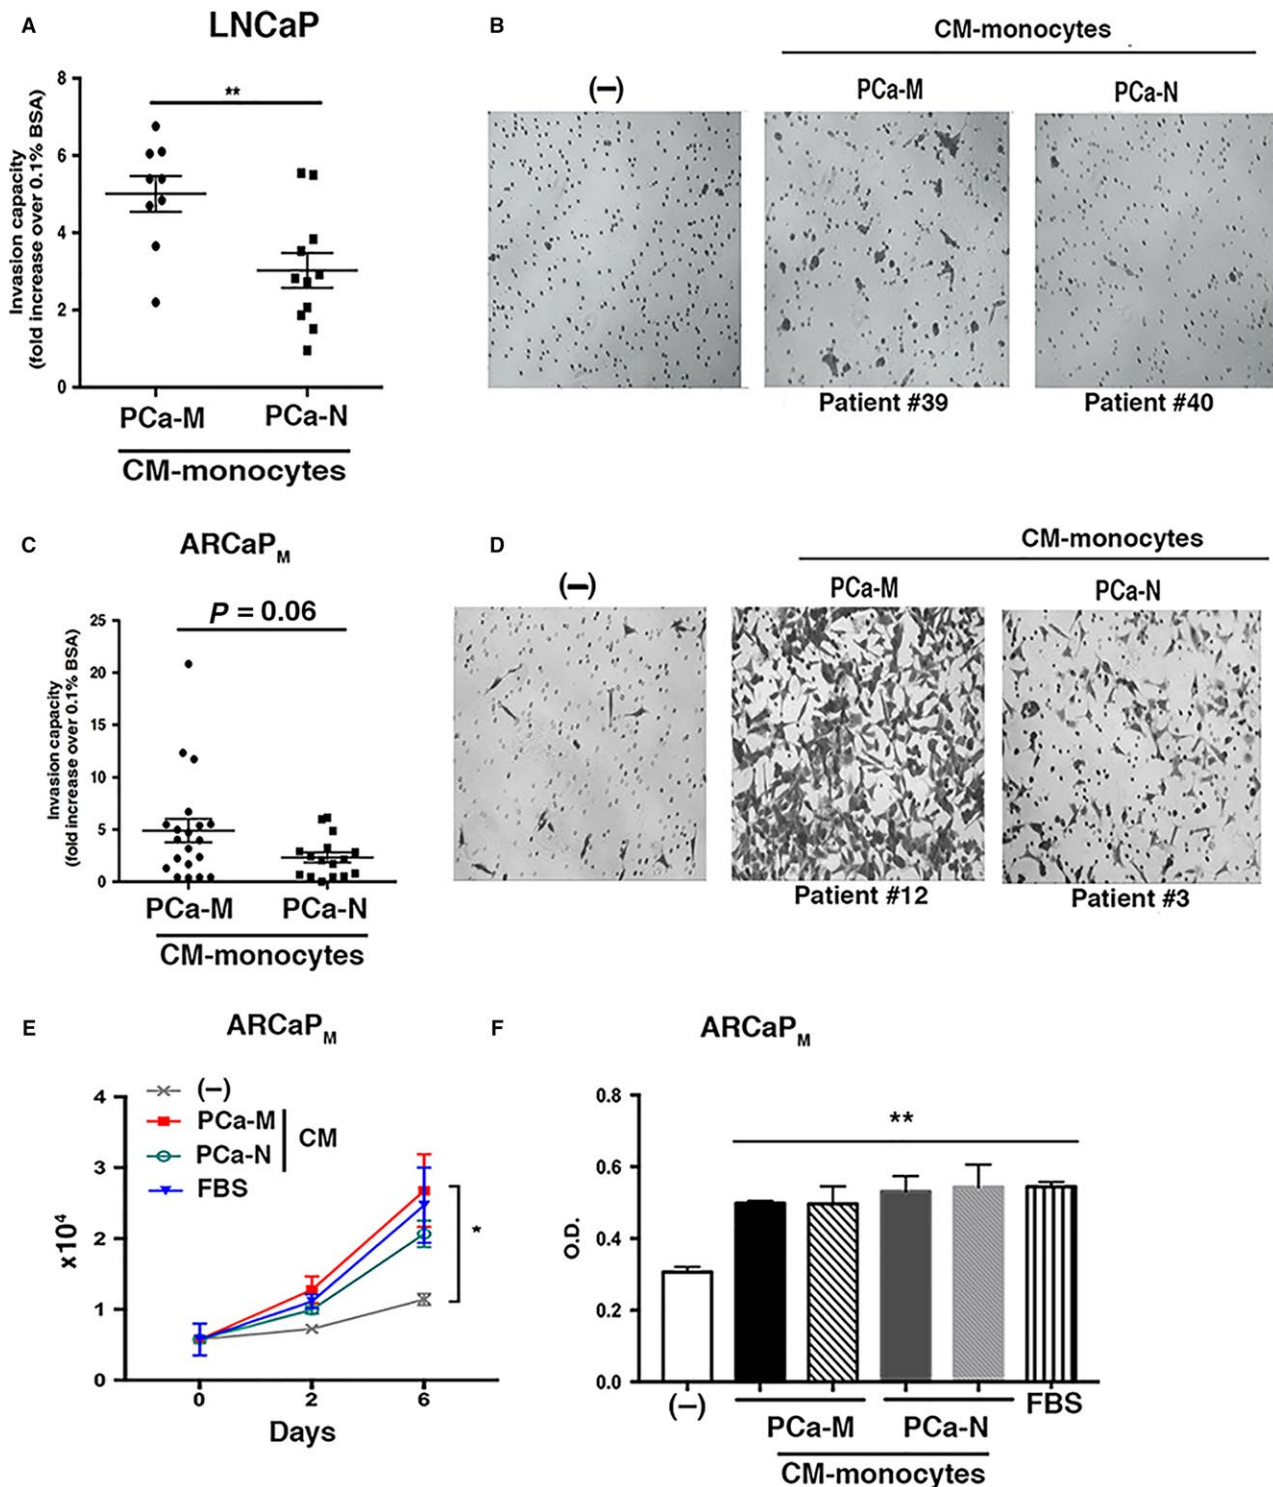 A
LNCaP
Invasion capacity
(fold increase over 0.1% BSA)
8
6
4
2
0
**
PCa-M
PCa-N
CM-monocytes
B
CM-monocytes
(–)
PCa-M
PCa-N
Patient #39
Patient #40
C
ARCaPM
P = 0.06
Invasion capacity
(fold increase over 0.1% BSA)
25
20
15
10
5
0
PCa-M
PCa-N
CM-monocytes
D
CM-monocytes
(–)
PCa-M
PCa-N
Patient #12
Patient #3
E
ARCaPM
(–)
PCa-M
PCa-N
CM
FBS
x10⁴
4
3
2
1
0
*
0
2
6
Days
F
ARCaPM
O.D.
0.8
0.6
0.4
0.2
0.0
**
(–)
PCa-M
PCa-N
FBS
CM-monocytes